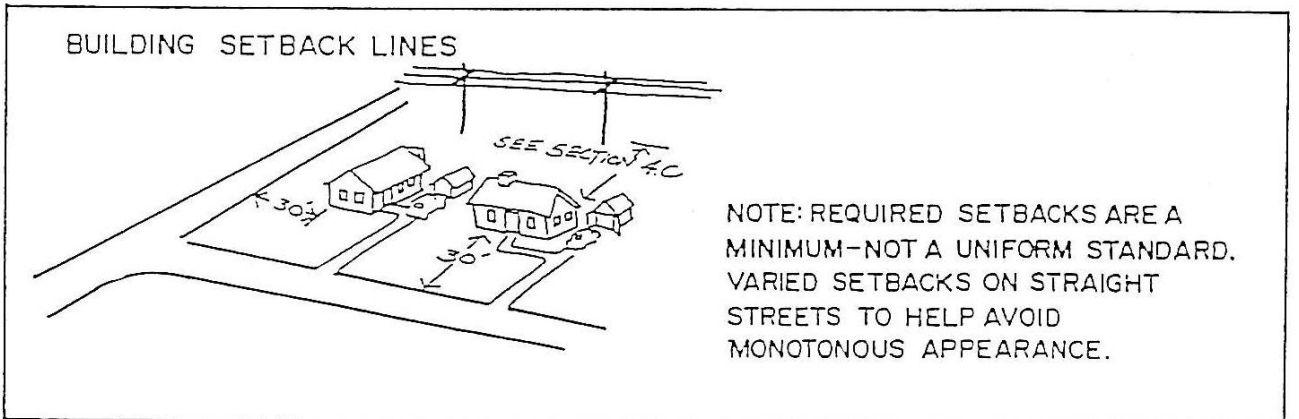 BUILDING SETBACK LINES
SEE SECTION 4.C
30'
30'
NOTE: REQUIRED SETBACKS ARE A
MINIMUM-NOT A UNIFORM STANDARD.
VARIED SETBACKS ON STRAIGHT
STREETS TO HELP AVOID
MONOTONOUS APPEARANCE.